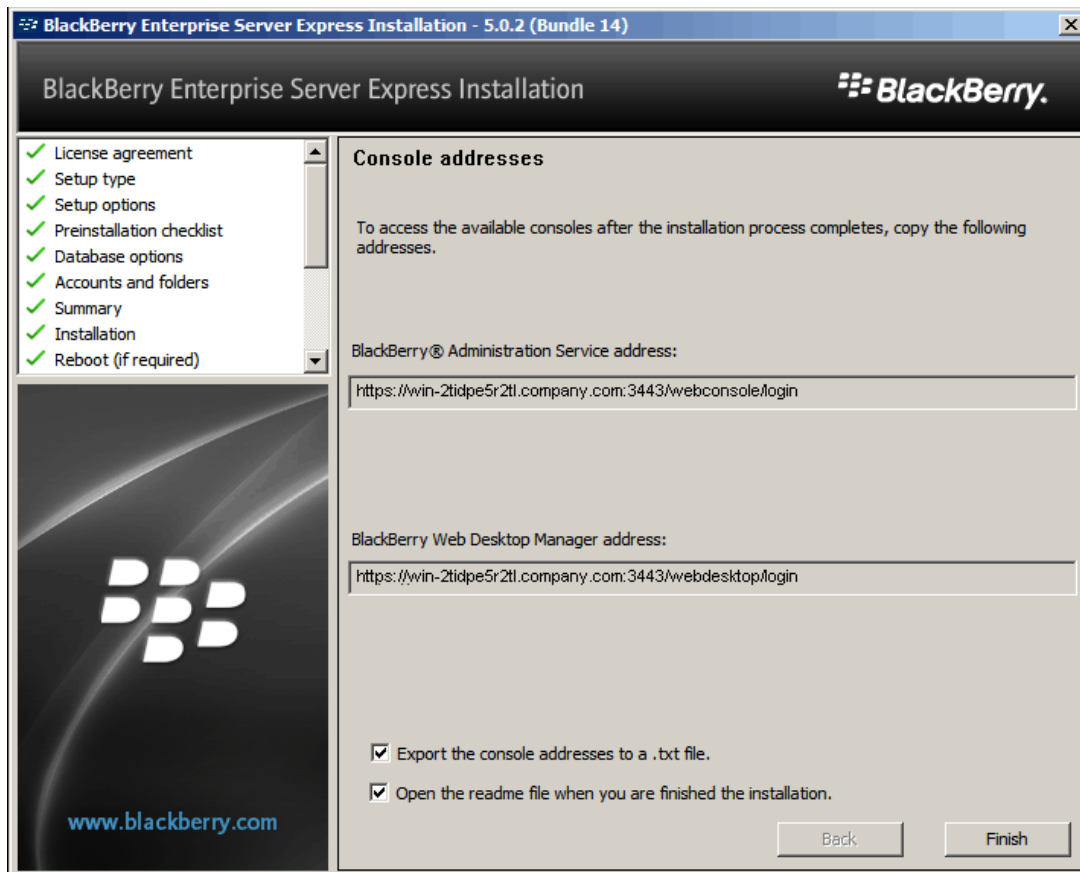 BlackBerry Enterprise Server Express Installation - 5.0.2 (Bundle 14)
BlackBerry Enterprise Server Express Installation
BlackBerry.
License agreement
Setup type
Setup options
Preinstallation checklist
Database options
Accounts and folders
Summary
Installation
Reboot (if required)
www.blackberry.com
Console addresses
To access the available consoles after the installation process completes, copy the following
addresses.
BlackBerry® Administration Service address:
https://win-2tidpe5r2tl.company.com:3443/webconsole/login
BlackBerry Web Desktop Manager address:
https://win-2tidpe5r2tl.company.com:3443/webdesktop/login
Export the console addresses to a .txt file.
Open the readme file when you are finished the installation.
Back
Finish